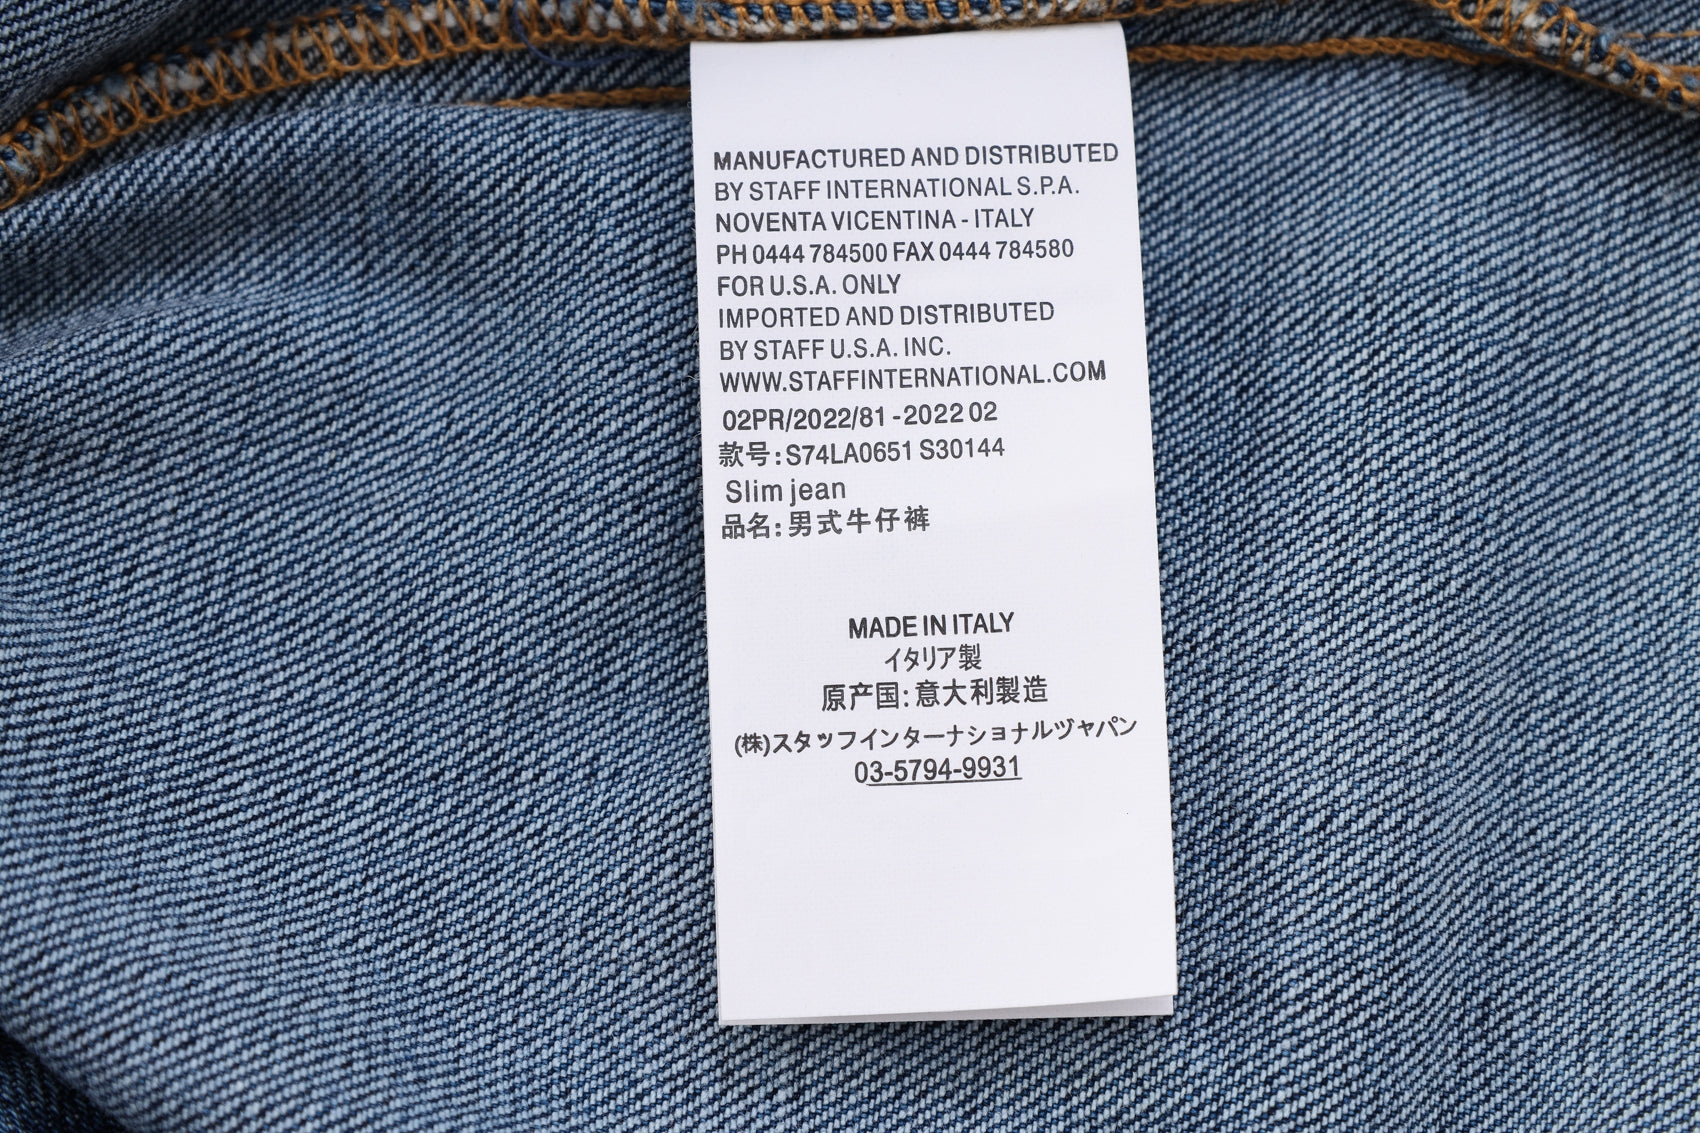 MANUFACTURED AND DISTRIBUTED
BY STAFF INTERNATIONAL S.P.A.
NOVENTA VICENTINA - ITALY
PH 0444 784500 FAX 0444 784580
FOR U.S.A. ONLY
IMPORTED AND DISTRIBUTED
BY STAFF U.S.A. INC.
WWW.STAFFINTERNATIONAL.COM
02PR/2022/81 - 2022 02
款号: S74LA0651 S30144
Slim jean
品名: 男式牛仔裤
MADE IN ITALY
イタリア製
原产国: 意大利製造
(株)スタッフインターナショナルヅャパン
03-5794-9931